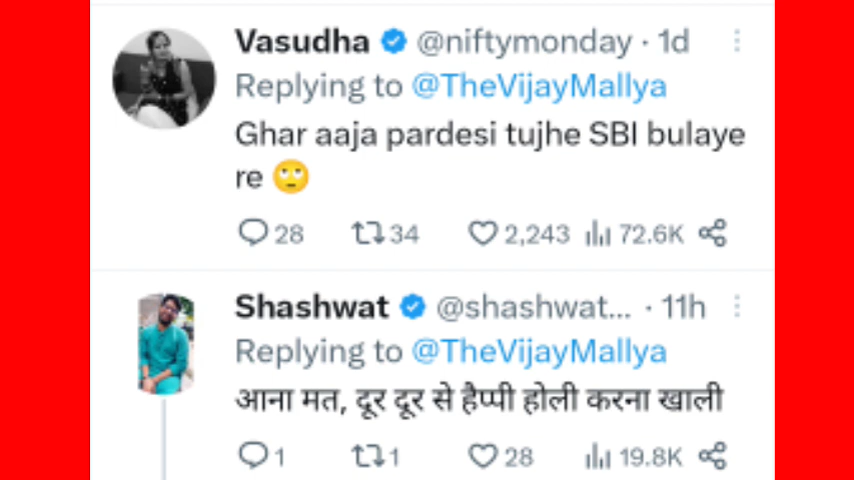 Vasudha @niftymonday · 1d
Replying to @TheVijayMallya
Ghar aaja pardesi tujhe SBI bulaye
re 🙄
28 34 2,243 72.6K
Shashwat @shashwat... · 11h
Replying to @TheVijayMallya
आना मत, दूर दूर से हैप्पी होली करना खाली
1 1 28 19.8K